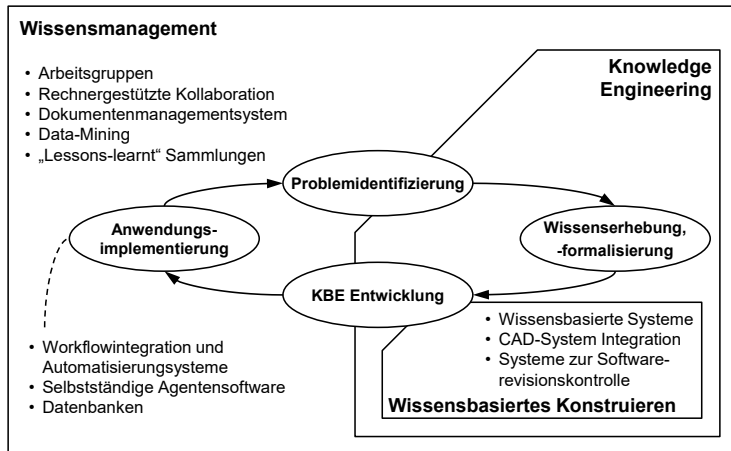 Wissensmanagement
• Arbeitsgruppen
• Rechnergestützte Kollaboration
• Dokumentenmanagementsystem
• Data-Mining
• „Lessons-learnt“ Sammlungen
Knowledge
Engineering
Problemidentifizierung
Anwendungs-
implementierung
Wissenserhebung,
-formalisierung
KBE Entwicklung
• Wissensbasierte Systeme
• CAD-System Integration
• Systeme zur Software-
revisionskontrolle
Wissensbasiertes Konstruieren
• Workflowintegration und
Automatisierungsysteme
• Selbstständige Agentensoftware
• Datenbanken